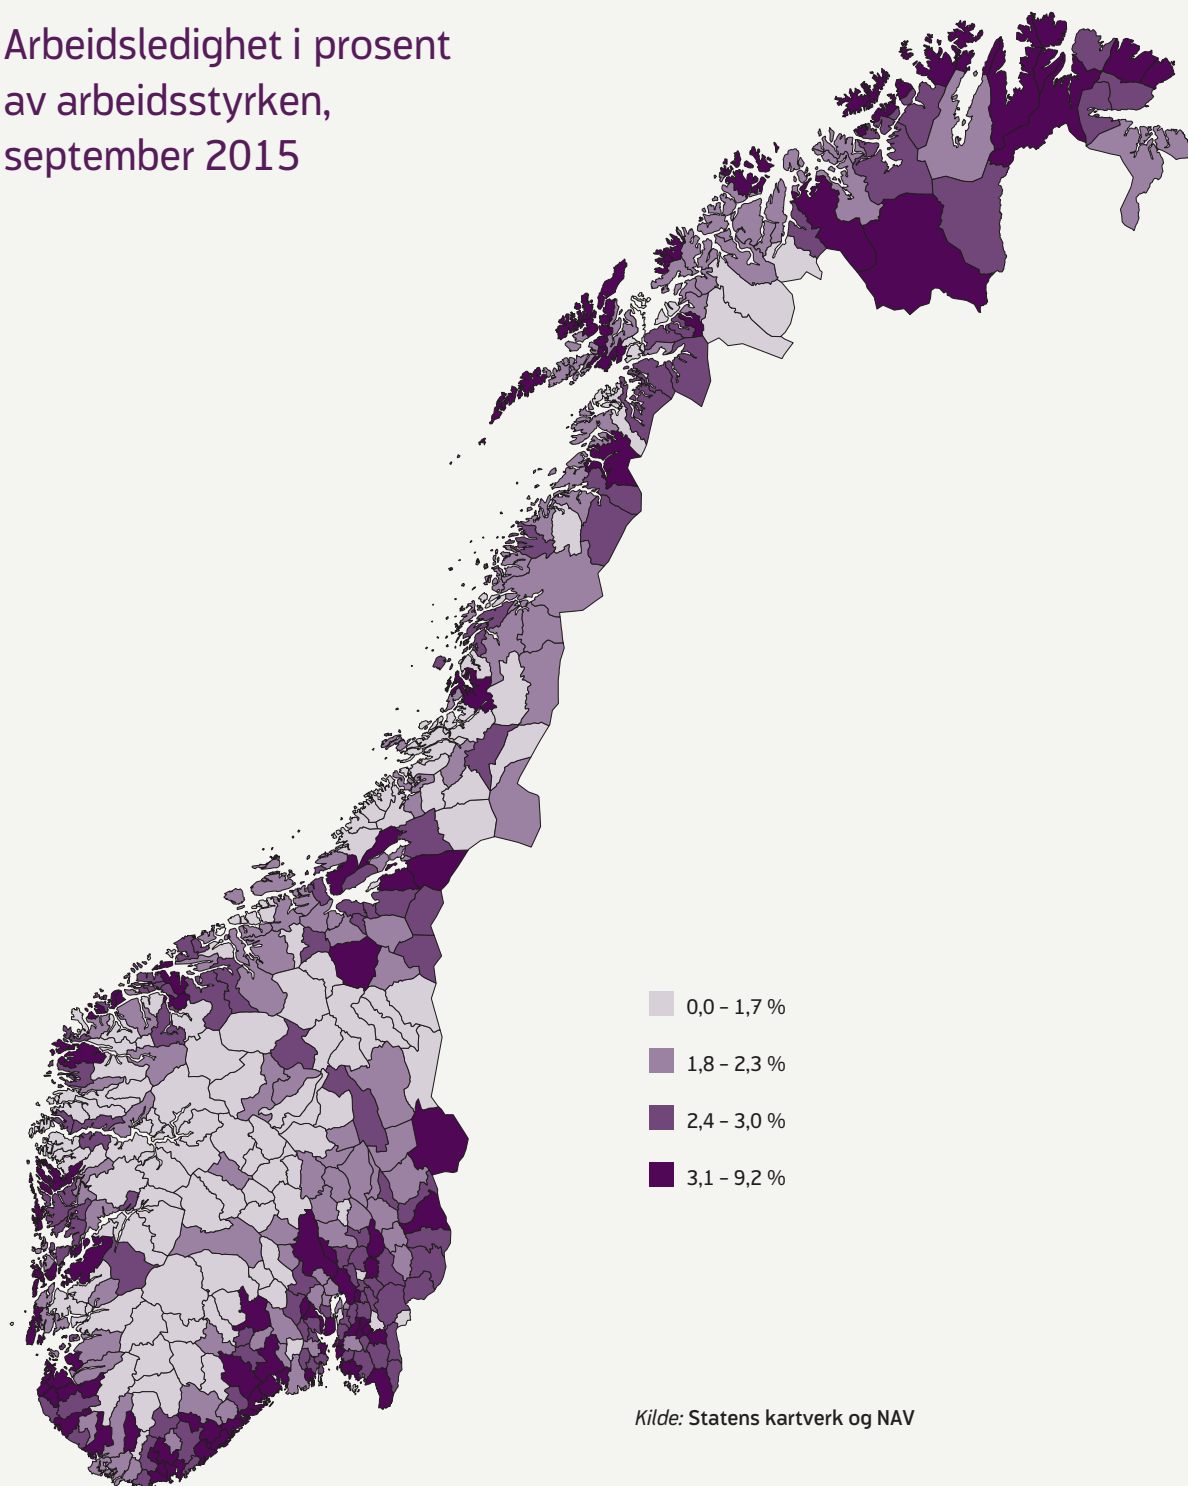 Arbeidsledighet i prosent
av arbeidsstyrken,
september 2015
0,0 – 1,7 %
1,8 – 2,3 %
2,4 – 3,0 %
3,1 – 9,2 %
Kilde: Statens kartverk og NAV